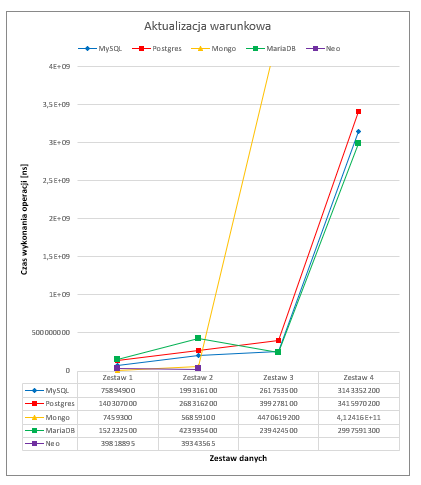 Aktualizacja warunkowa
MySQL Postgres Mongo MariaDB Neo
4E+09
3,5E+09
3E+09
2,5E+09
2E+09
1,5E+09
1E+09
500000000
0
Czas wykonania operacji [ns]
Zestaw 1 Zestaw 2 Zestaw 3 Zestaw 4
MySQL 75894900 199316100 261753500 3143352200
Postgres 140307000 268316200 399278100 3415970200
Mongo 7459300 56859100 4470619200 4,12416E+11
MariaDB 152232500 423935400 239424500 2997591300
Neo 39818895 39343565
Zestaw danych